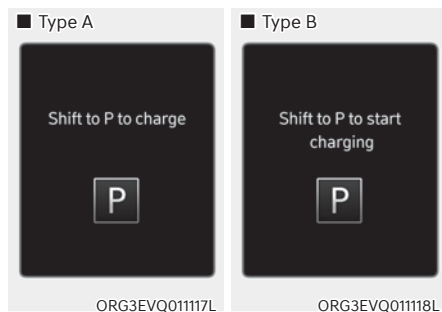 ■ Type A
Shift to P to charge
P
ORG3EVQ011117L
■ Type B
Shift to P to start
charging
P
ORG3EVQ011118L